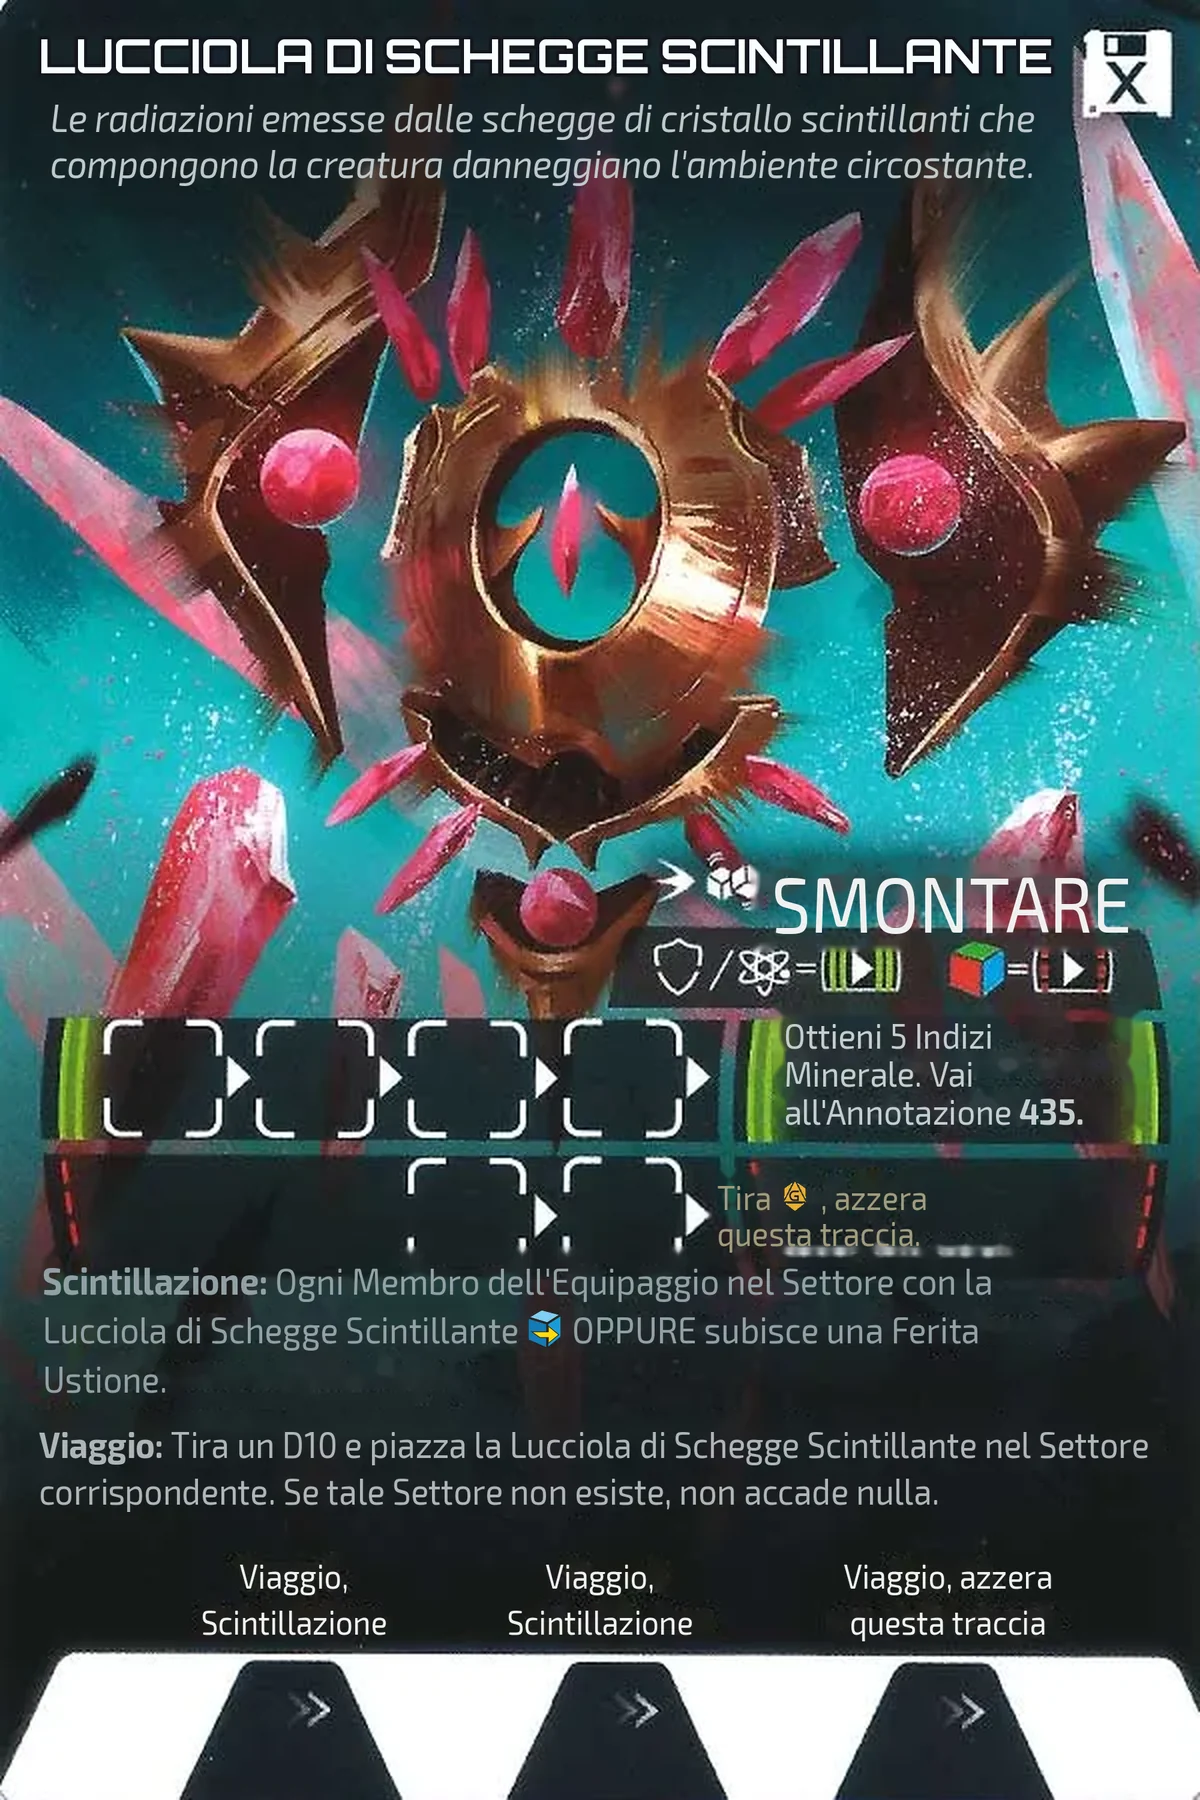 LUCCIOLA DI SCHEGGE SCINTILLANTE
X
Le radiazioni emesse dalle schegge di cristallo scintillanti che
compongono la creatura danneggiano l'ambiente circostante.
SMONTARE
/ = =
Ottieni 5 Indizi
Minerale. Vai
all'Annotazione 435.
Tira G , azzera
questa traccia.
Scintillazione: Ogni Membro dell'Equipaggio nel Settore con la
Lucciola di Schegge Scintillante OPPURE subisce una Ferita
Ustione.
Viaggio: Tira un D10 e piazza la Lucciola di Schegge Scintillante nel Settore
corrispondente. Se tale Settore non esiste, non accade nulla.
Viaggio,
Scintillazione
Viaggio,
Scintillazione
Viaggio, azzera
questa traccia